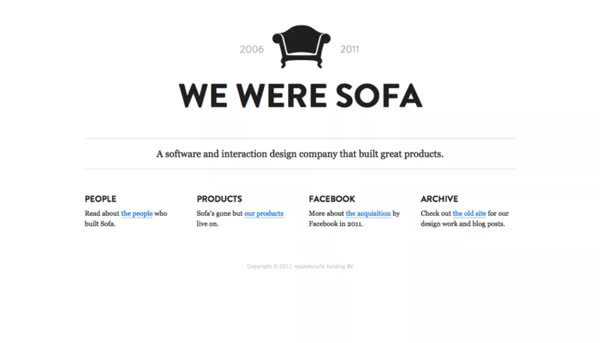 2006 2011
WE WERE SOFA
A software and interaction design company that built great products.
PEOPLE
Read about the people who
built Sofa.
PRODUCTS
Sofa's gone but our products
live on.
FACEBOOK
More about the acquisition by
Facebook in 2011.
ARCHIVE
Check out the old site for our
design work and blog posts.
Copyright © 2012